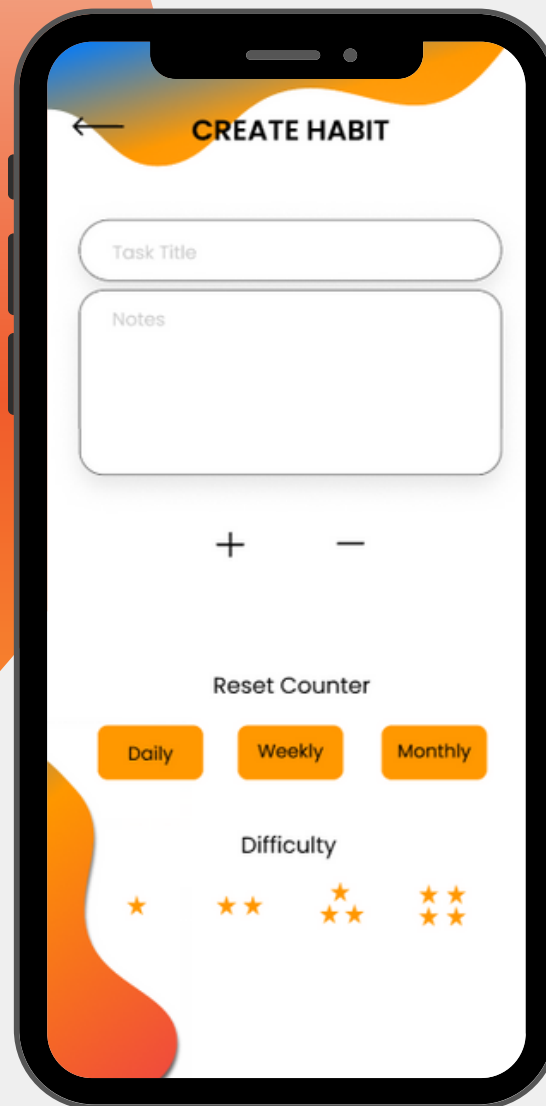 CREATE HABIT
Task Title
Notes
Reset Counter
Daily Weekly Monthly
Difficulty